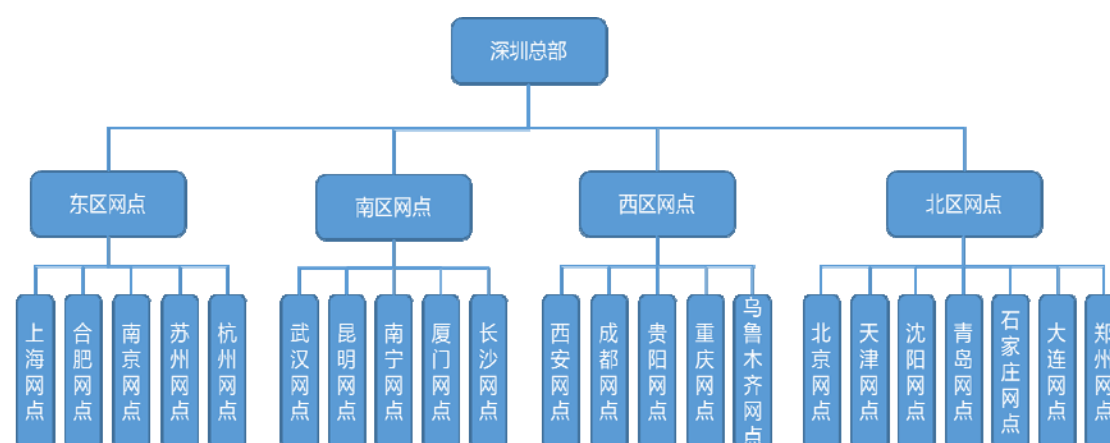 深圳总部
东区网点
南区网点
西区网点
北区网点
上海网点
合肥网点
南京网点
苏州网点
杭州网点
武汉网点
昆明网点
南宁网点
厦门网点
长沙网点
西安网点
成都网点
贵阳网点
重庆网点
乌鲁木齐网点
北京网点
天津网点
沈阳网点
青岛网点
石家庄网点
大连网点
郑州网点